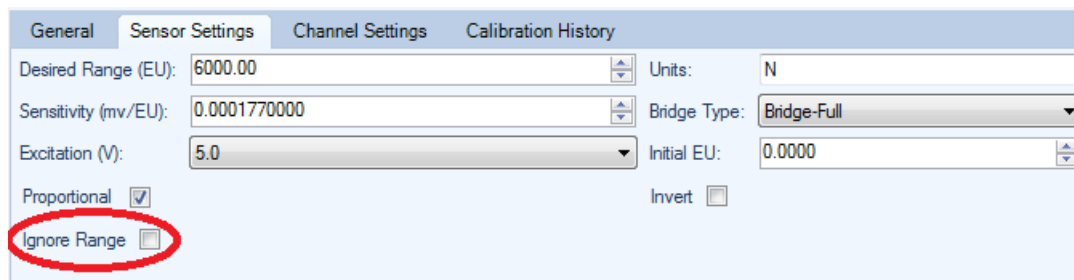 General Sensor Settings Channel Settings Calibration History
Desired Range (EU): 6000.00 Units: N
Sensitivity (mv/EU): 0.0001770000 Bridge Type: Bridge-Full
Excitation (V): 5.0 Initial EU: 0.0000
Proportional Invert
Ignore Range